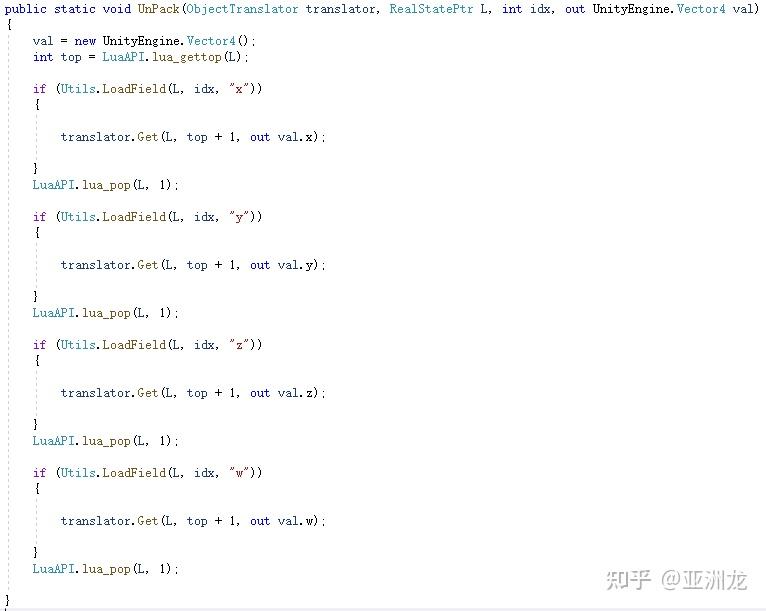 public static void UnPack(ObjectTranslator translator, RealStatePtr L, int idx, out UnityEngine.Vector4 val)
{
    val = new UnityEngine.Vector4();
    int top = LuaAPI.lua_gettop(L);
    if (Utils.LoadField(L, idx, "x"))
    {
        translator.Get(L, top + 1, out val.x);
    }
    LuaAPI.lua_pop(L, 1);
    if (Utils.LoadField(L, idx, "y"))
    {
        translator.Get(L, top + 1, out val.y);
    }
    LuaAPI.lua_pop(L, 1);
    if (Utils.LoadField(L, idx, "z"))
    {
        translator.Get(L, top + 1, out val.z);
    }
    LuaAPI.lua_pop(L, 1);
    if (Utils.LoadField(L, idx, "w"))
    {
        translator.Get(L, top + 1, out val.w);
    }
    LuaAPI.lua_pop(L, 1);
}
知乎 @亚洲龙